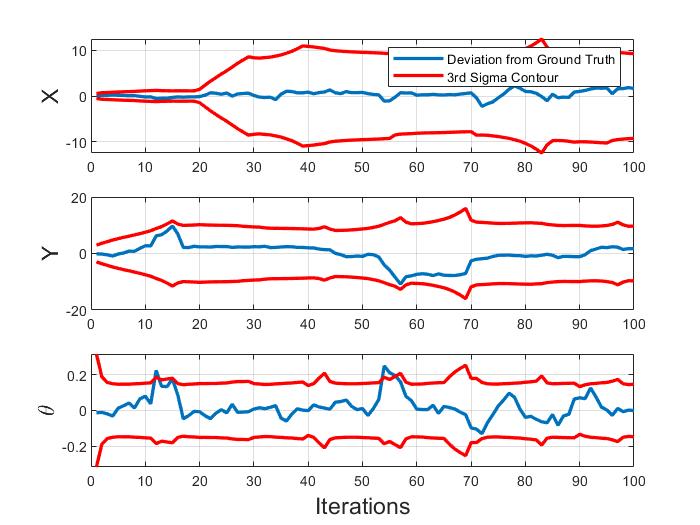 10
0
-10
X
Deviation from Ground Truth
3rd Sigma Contour
0 10 20 30 40 50 60 70 80 90 100
20
0
-20
Y
0 10 20 30 40 50 60 70 80 90 100
0.2
0
-0.2
θ
0 10 20 30 40 50 60 70 80 90 100
Iterations